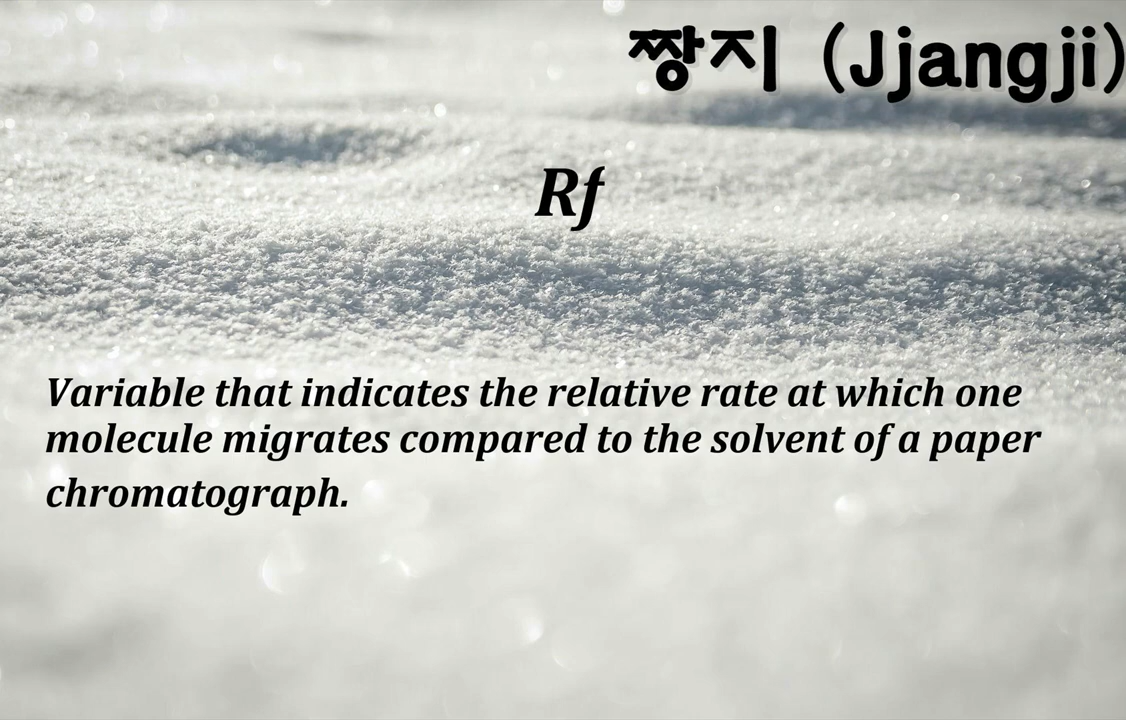 짱지 (Jjangji)
Rf
Variable that indicates the relative rate at which one
molecule migrates compared to the solvent of a paper
chromatograph.